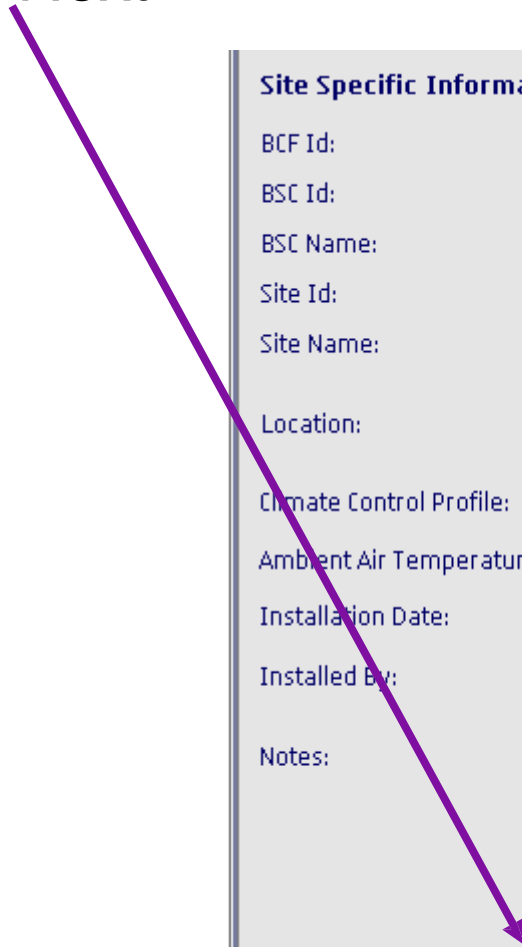 Site Specific Informa
BCF Id:
BSC Id:
BSC Name:
Site Id:
Site Name:
Location:
Climate Control Profile:
Ambient Air Temperatur
Installation Date:
Installed By:
Notes: